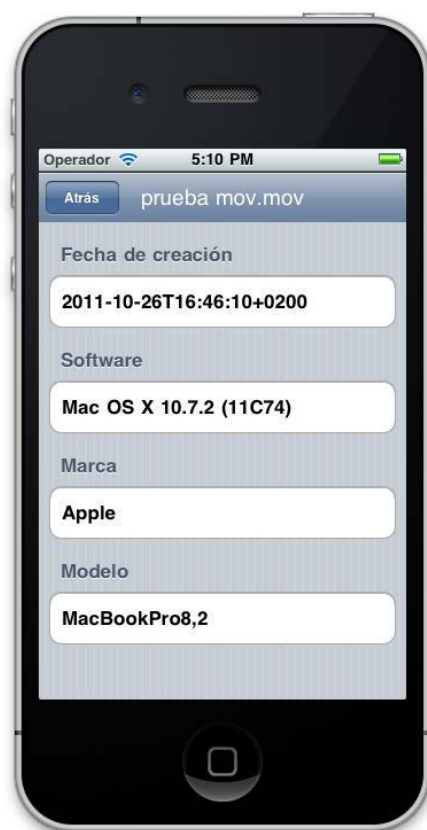 Operador 5:10 PM
Atrás prueba mov.mov
Fecha de creación
2011-10-26T16:46:10+0200
Software
Mac OS X 10.7.2 (11C74)
Marca
Apple
Modelo
MacBookPro8,2